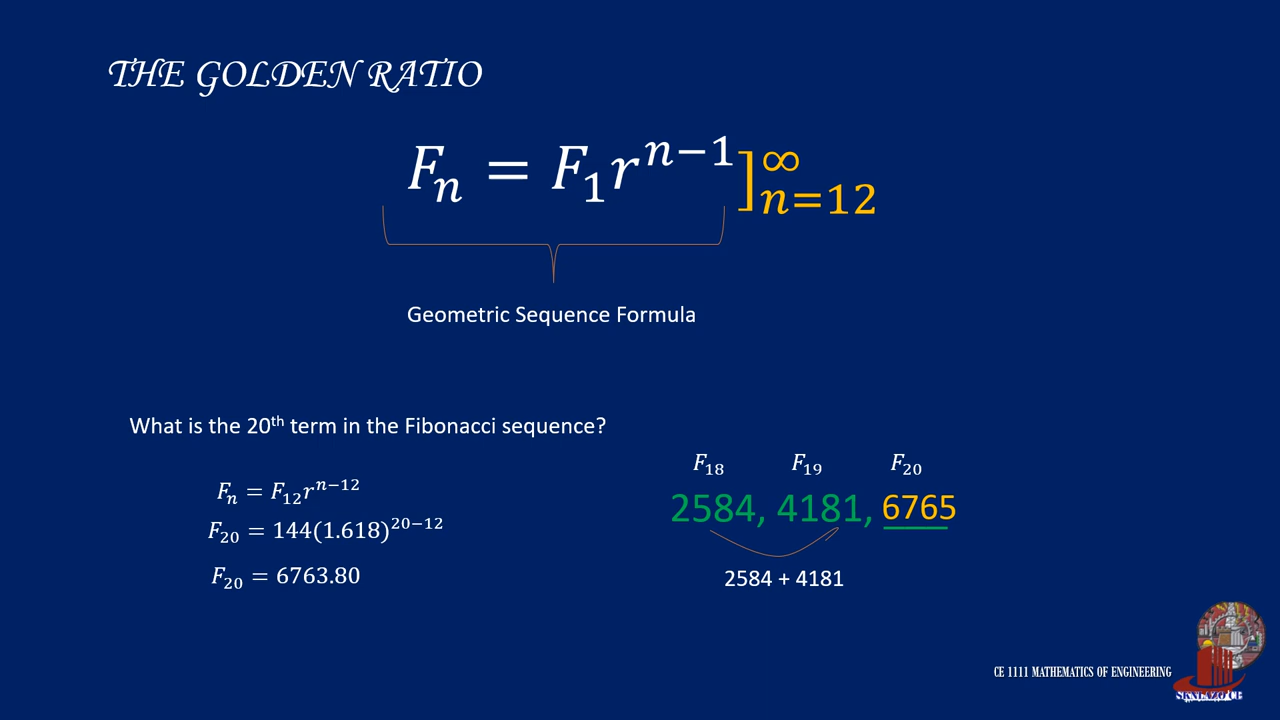 THE GOLDEN RATIO
Fₙ = F₁rⁿ⁻¹]∞n=12
Geometric Sequence Formula
What is the 20th term in the Fibonacci sequence?
Fₙ = F₁₂rⁿ⁻¹²
F₂₀ = 144(1.618)²⁰⁻¹²
F₂₀ = 6763.80
F₁₈ F₁₉ F₂₀
2584, 4181, 6765
2584 + 4181
CE 1111 MATHEMATICS OF ENGINEERING